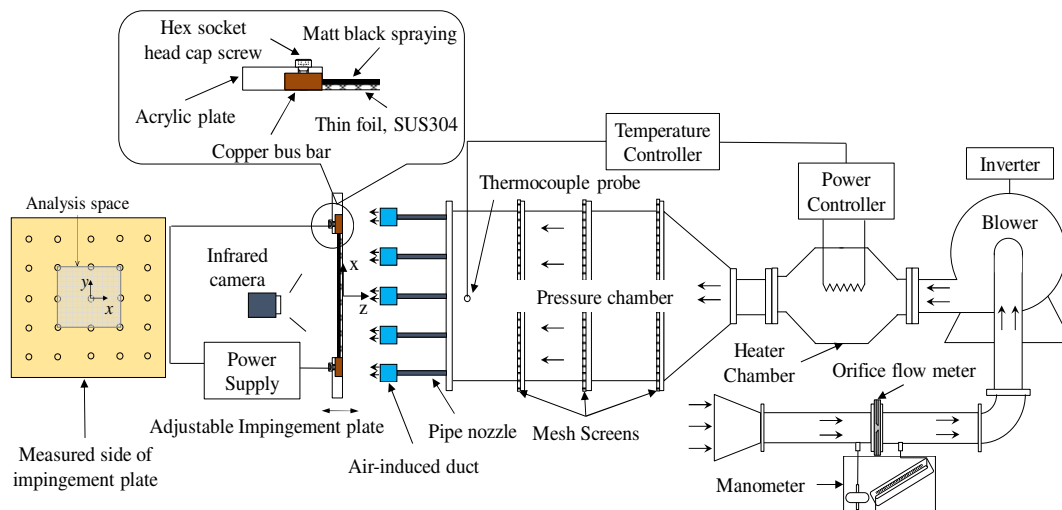 Hex socket
head cap screw
Matt black spraying
Acrylic plate
Thin foil, SUS304
Copper bus bar
Temperature
Controller
Inverter
Thermocouple probe
Power
Controller
Blower
Analysis space
Infrared
camera
x
z
y
x
Pressure chamber
Heater
Chamber
Orifice flow meter
Power
Supply
Adjustable Impingement plate
Pipe nozzle
Mesh Screens
Air-induced duct
Measured side of
impingement plate
Manometer